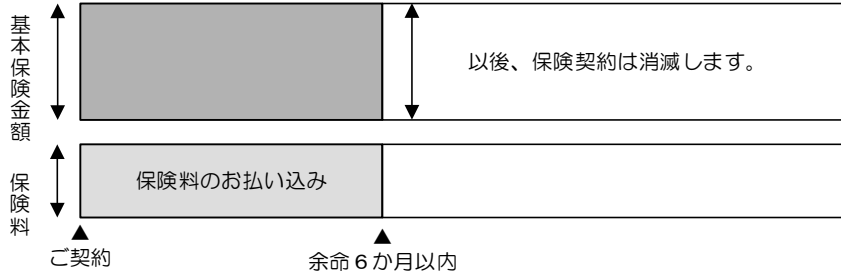 基本保険金額
以後、保険契約は消滅します。
保険料
保険料のお払い込み
ご契約
余命６か月以内